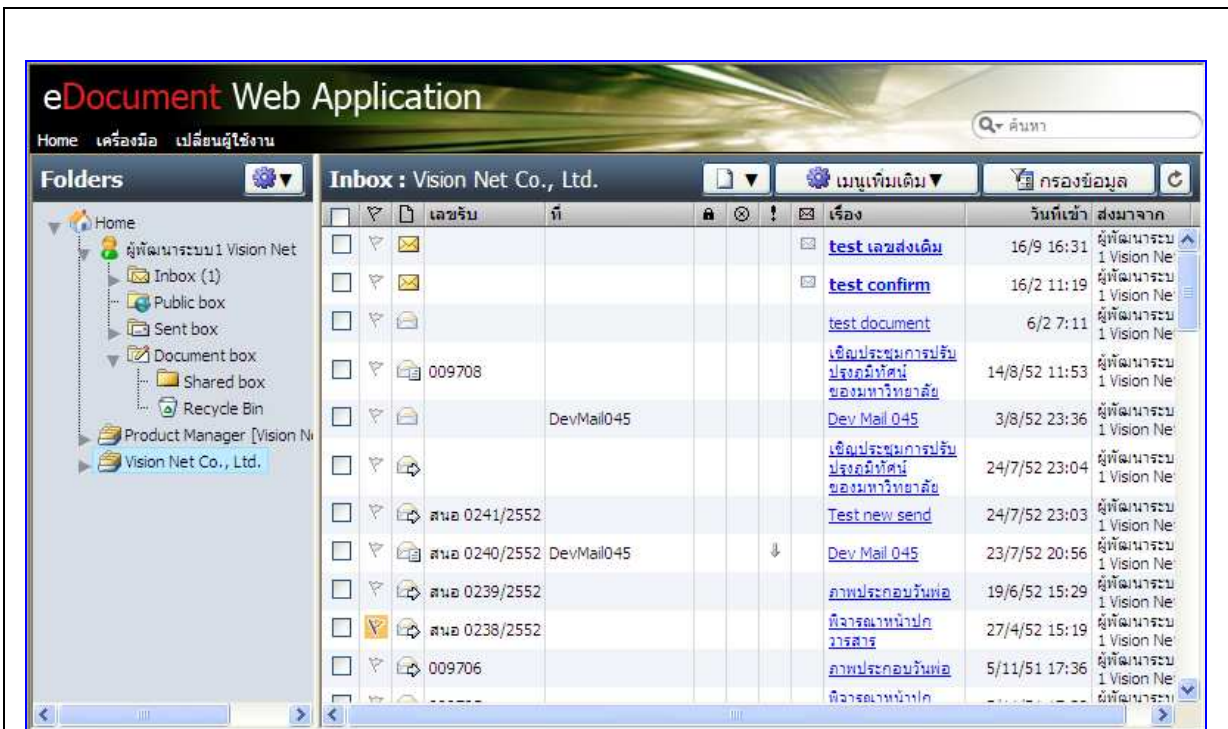 eDocument Web Application
Home เครื่องมือ เปลี่ยนผู้ใช้งาน
ค้นหา
Folders
Home
ผู้พัฒนาระบบ1 Vision Net
Inbox (1)
Public box
Sent box
Document box
Shared box
Recycle Bin
Product Manager [Vision
Vision Net Co., Ltd.
Inbox : Vision Net Co., Ltd. เมนูเพิ่มเติม กรองข้อมูล
เลขรับ ที่ เรื่อง วันที่เข้า ส่งมาจาก
test เลขส่งเดิม 16/9 16:31 ผู้พัฒนาระบ
1 Vision Ne
test confirm 16/2 11:19 ผู้พัฒนาระบ
1 Vision Ne
test document 6/2 7:11 ผู้พัฒนาระบ
1 Vision Ne
009708 เชิญประชุมการปรับ
ปรุงภูมิทัศน์ 14/8/52 11:53 ผู้พัฒนาระบ
ของมหาวิทยาลัย 1 Vision Ne
DevMail045 Dev Mail 045 3/8/52 23:36 ผู้พัฒนาระบ
1 Vision Ne
เชิญประชุมการปรับ
ปรุงภูมิทัศน์ 24/7/52 23:04 ผู้พัฒนาระบ
ของมหาวิทยาลัย 1 Vision Ne
สนอ 0241/2552 Test new send 24/7/52 23:03 ผู้พัฒนาระบ
1 Vision Ne
สนอ 0240/2552 DevMail045 Dev Mail 045 23/7/52 20:56 ผู้พัฒนาระบ
1 Vision Ne
สนอ 0239/2552 ภาพประกอบวันพ่อ 19/6/52 15:29 ผู้พัฒนาระบ
1 Vision Ne
สนอ 0238/2552 พิจารณาหน้าปก
วารสาร 27/4/52 15:19 ผู้พัฒนาระบ
1 Vision Ne
009706 ภาพประกอบวันพ่อ 5/11/51 17:36 ผู้พัฒนาระบ
1 Vision Ne
พิจารณาหน้าปก ผู้พัฒนาระบ